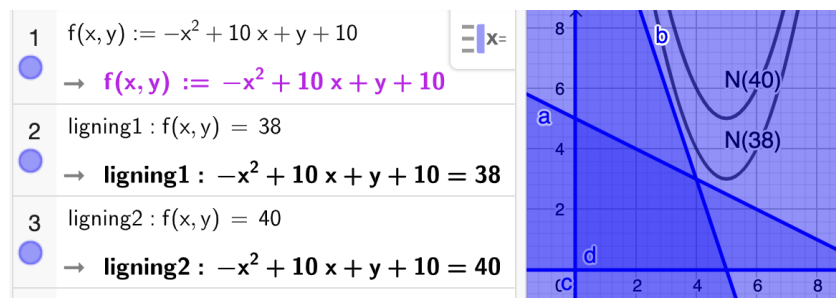 1 f(x,y) := −x² + 10 x + y + 10
→ f(x,y) := −x² + 10 x + y + 10
x=
2 ligning1 : f(x,y) = 38
→ ligning1 : −x² + 10 x + y + 10 = 38
3 ligning2 : f(x,y) = 40
→ ligning2 : −x² + 10 x + y + 10 = 40
8
b
6
N(40)
a
4
N(38)
2
d
c
2 4 6 8